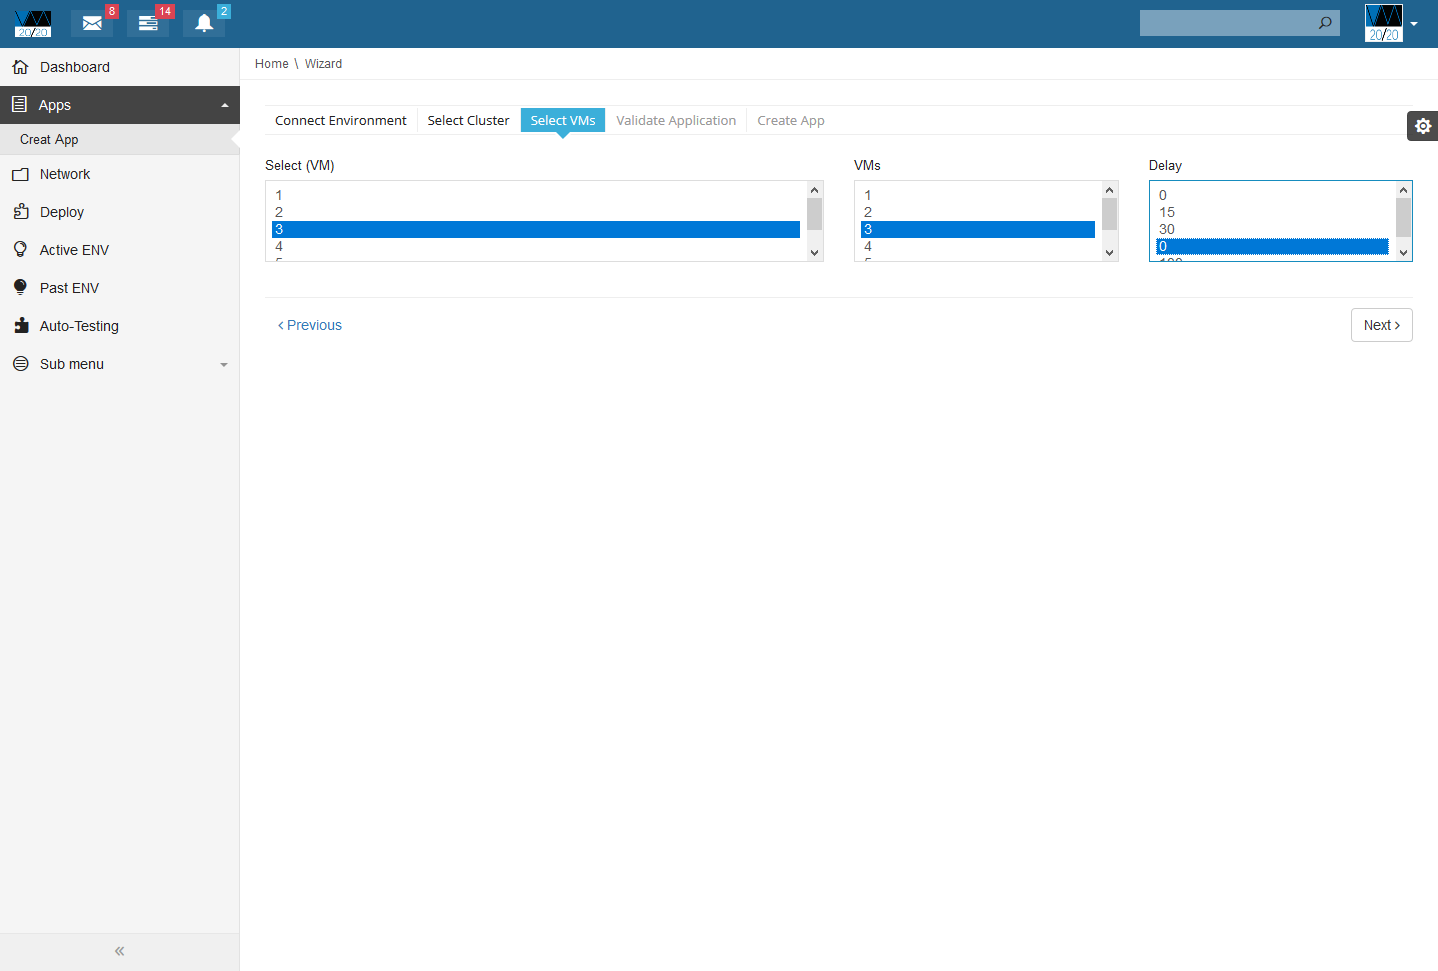 VM 20/20
8
14
2
VM 20/20
Dashboard
Home \ Wizard
Apps
Creat App
Network
Deploy
Active ENV
Past ENV
Auto-Testing
Sub menu
Connect Environment
Select Cluster
Select VMs
Validate Application
Create App
Select (VM)
1
2
3
4
VMs
1
2
3
4
Delay
0
15
30
0
‹ Previous
Next ›
«